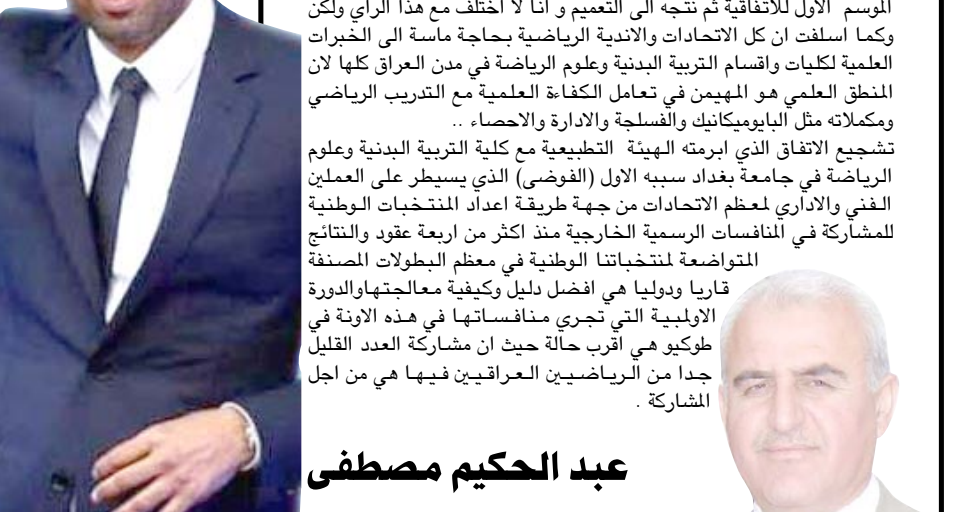 الموسم الاول للاتفاقية ثم نتجه الى التعميم و انا لا اختلف مع هذا الراي ولكن
وكما اسلفت ان كل الاتحادات والاندية الرياضية بحاجة ماسة الى الخبرات
العلمية لكليات واقسام التربية البدنية وعلوم الرياضة في مدن العراق كلها لان
المنطق العلمي هو المهيمن في تعامل الكفاءة العلمية مع التدريب الرياضي
ومكملاته مثل البايوميكانيك والفسلجة والادارة والاحصاء ..
تشجيع الاتفاق الذي ابرمته الهيئة التطبيعية مع كلية التربية البدنية وعلوم
الرياضة في جامعة بغداد سببه الاول (الفوضى) الذي يسيطر على العملين
الفني والاداري لمعظم الاتحادات من جهة طريقة اعداد المنتخبات الوطنية
للمشاركة في المنافسات الرسمية الخارجية منذ اكثر من اربعة عقود والنتائج
المتواضعة لمنتخباتنا الوطنية في معظم البطولات المصنفة
قاريا ودوليا هي افضل دليل وكيفية معالجتهاوالدورة
الاولمبية التي تجري منافساتها في هذه الاونة في
طوكيو هي اقرب حالة حيث ان مشاركة العدد القليل
جدا من الرياضيين العراقيين فيها هي من اجل
المشاركة .
عبد الحكيم مصطفى